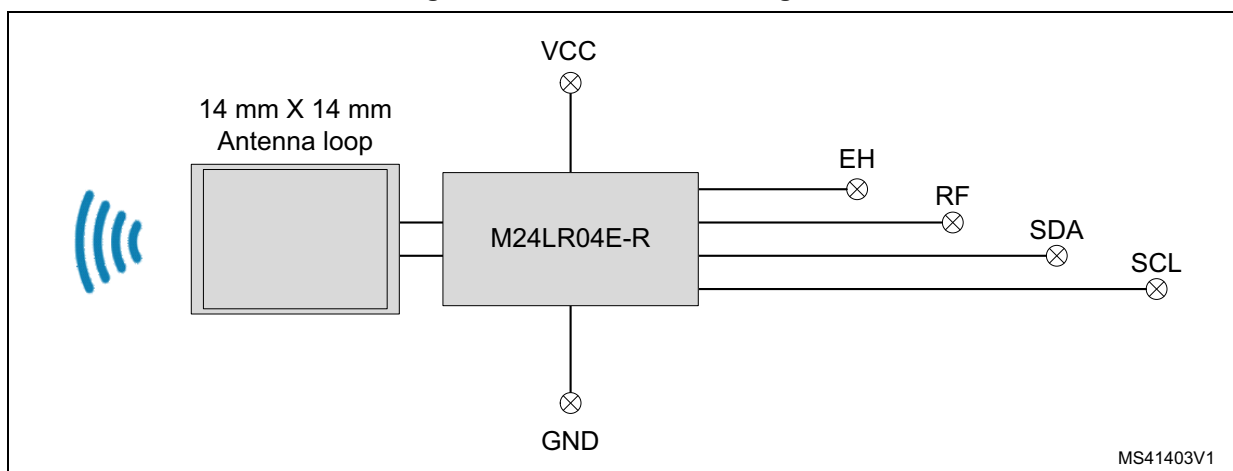 VCC
14 mm X 14 mm
Antenna loop
EH
RF
M24LR04E-R
SDA
SCL
GND
MS41403V1